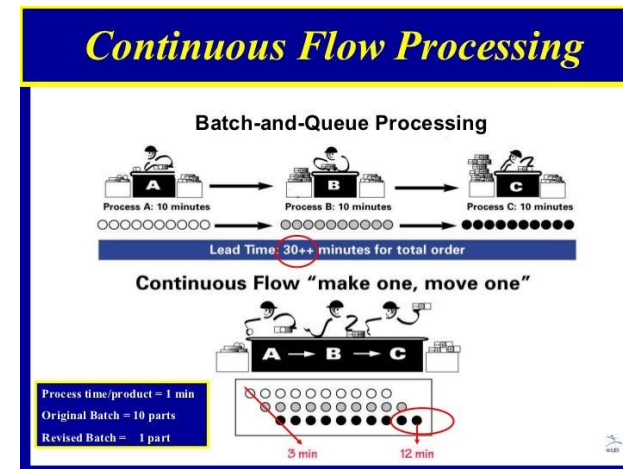 Continuous Flow Processing
Batch-and-Queue Processing
A
B
C
Process A: 10 minutes
Process B: 10 minutes
Process C: 10 minutes
Lead Time: 30++ minutes for total order
Continuous Flow “make one, move one”
A → B → C
Process time/product = 1 min
Original Batch = 10 parts
Revised Batch = 1 part
3 min
12 min